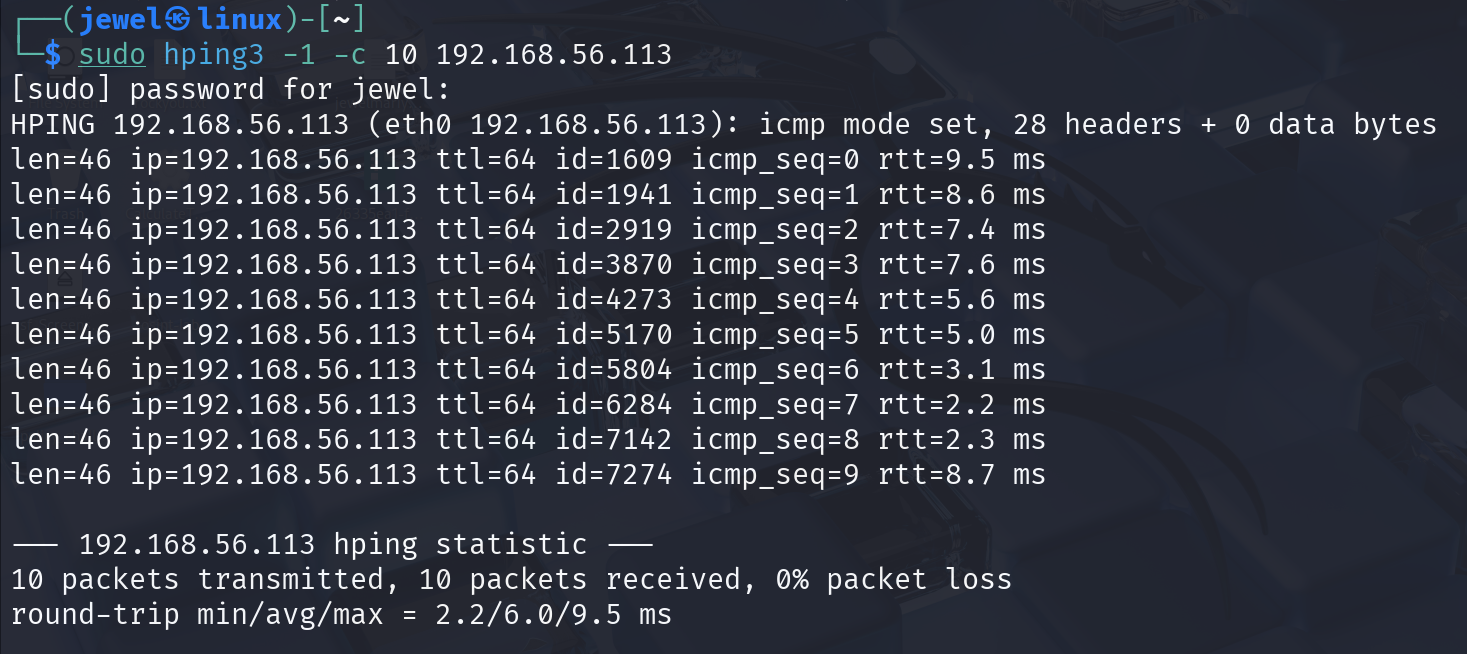 ┌──(jewel㉿linux)-[~]
└─$ sudo hping3 -1 -c 10 192.168.56.113
[sudo] password for jewel:
HPING 192.168.56.113 (eth0 192.168.56.113): icmp mode set, 28 headers + 0 data bytes
len=46 ip=192.168.56.113 ttl=64 id=1609 icmp_seq=0 rtt=9.5 ms
len=46 ip=192.168.56.113 ttl=64 id=1941 icmp_seq=1 rtt=8.6 ms
len=46 ip=192.168.56.113 ttl=64 id=2919 icmp_seq=2 rtt=7.4 ms
len=46 ip=192.168.56.113 ttl=64 id=3870 icmp_seq=3 rtt=7.6 ms
len=46 ip=192.168.56.113 ttl=64 id=4273 icmp_seq=4 rtt=5.6 ms
len=46 ip=192.168.56.113 ttl=64 id=5170 icmp_seq=5 rtt=5.0 ms
len=46 ip=192.168.56.113 ttl=64 id=5804 icmp_seq=6 rtt=3.1 ms
len=46 ip=192.168.56.113 ttl=64 id=6284 icmp_seq=7 rtt=2.2 ms
len=46 ip=192.168.56.113 ttl=64 id=7142 icmp_seq=8 rtt=2.3 ms
len=46 ip=192.168.56.113 ttl=64 id=7274 icmp_seq=9 rtt=8.7 ms
--- 192.168.56.113 hping statistic ---
10 packets transmitted, 10 packets received, 0% packet loss
round-trip min/avg/max = 2.2/6.0/9.5 ms